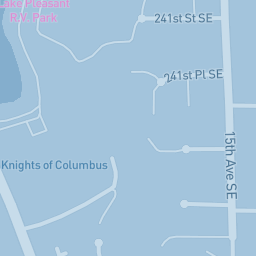 Lake Pleasant
R.V. Park
241st St SE
241st Pl SE
15th Ave SE
Knights of Columbus